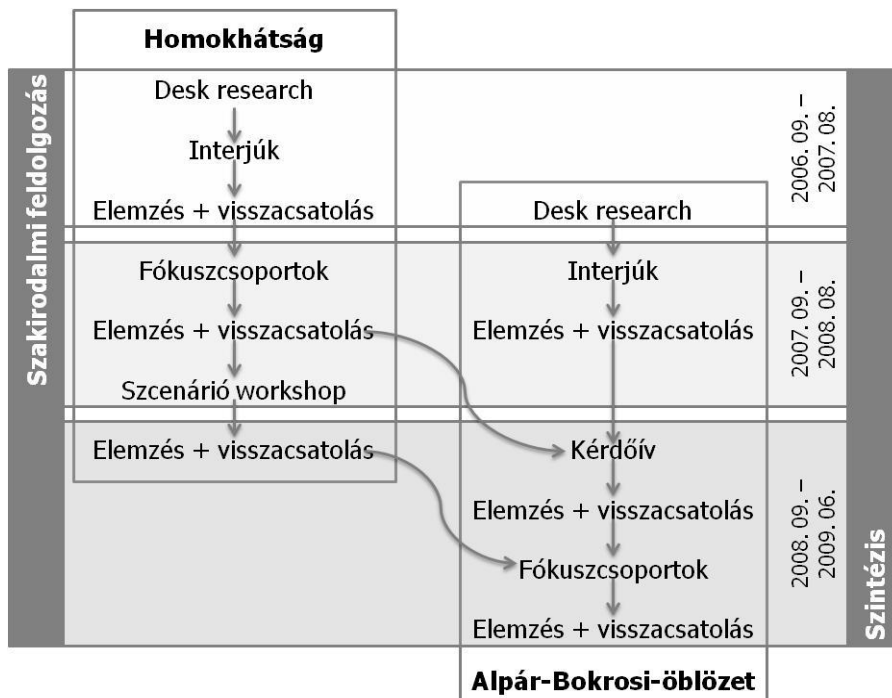 Homokhátság
Szakirodalmi feldolgozás
Desk research
Interjúk
Elemzés + visszacsatolás
Fókuszcsoportok
Elemzés + visszacsatolás
Szcenárió workshop
Elemzés + visszacsatolás
Desk research
Interjúk
Elemzés + visszacsatolás
Kérdőív
Elemzés + visszacsatolás
Fókuszcsoportok
Elemzés + visszacsatolás
Alpár-Bokrosi-öblözet
2006. 09. –
2007. 08.
2007. 09. –
2008. 08.
2008. 09. –
2009. 06.
Szintézis